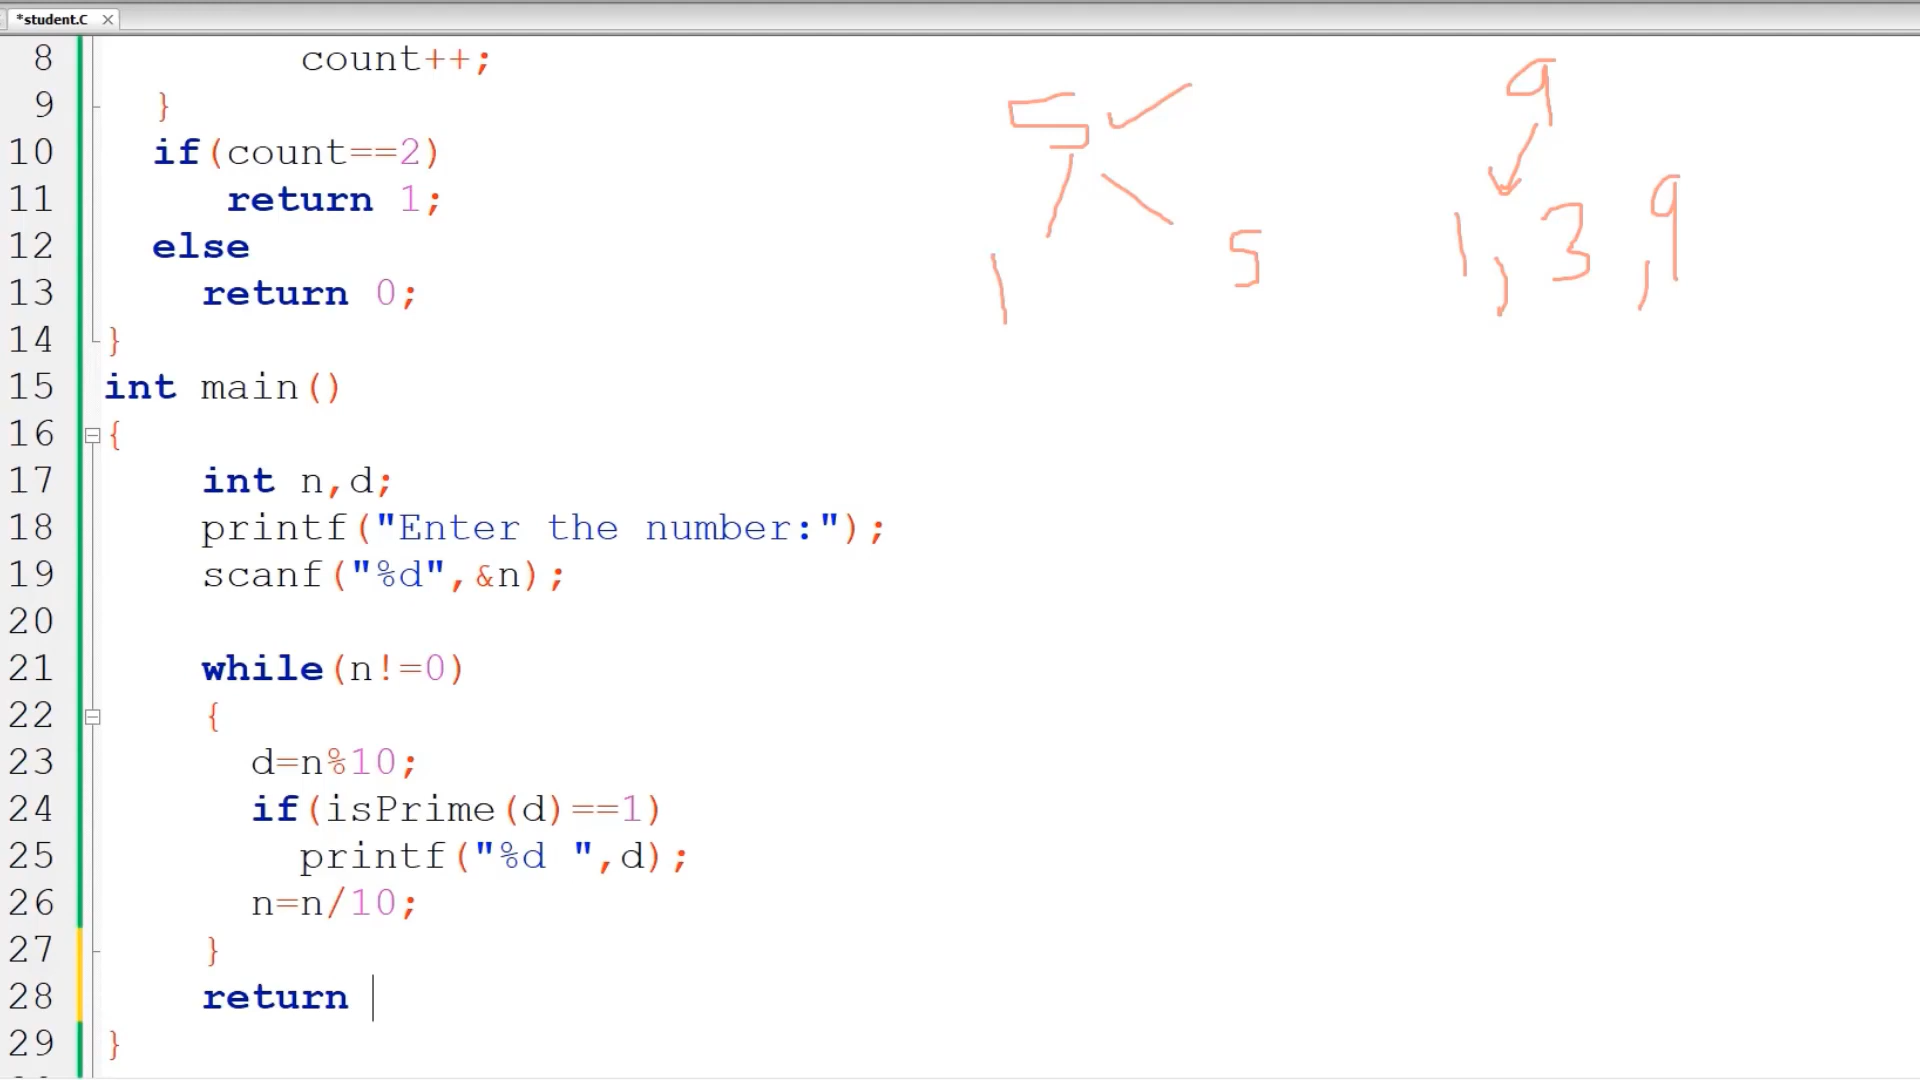 *student.C
8 count++;
9 }
10 if(count==2)
11 return 1;
12 else
13 return 0;
14 }
15 int main()
16 {
17 int n,d;
18 printf("Enter the number:");
19 scanf("%d",&n);
20
21 while(n!=0)
22 {
23 d=n%10;
24 if(isPrime(d)==1)
25 printf("%d ",d);
26 n=n/10;
27 }
28 return
29 }
5
1 5
9
1, 3, 9